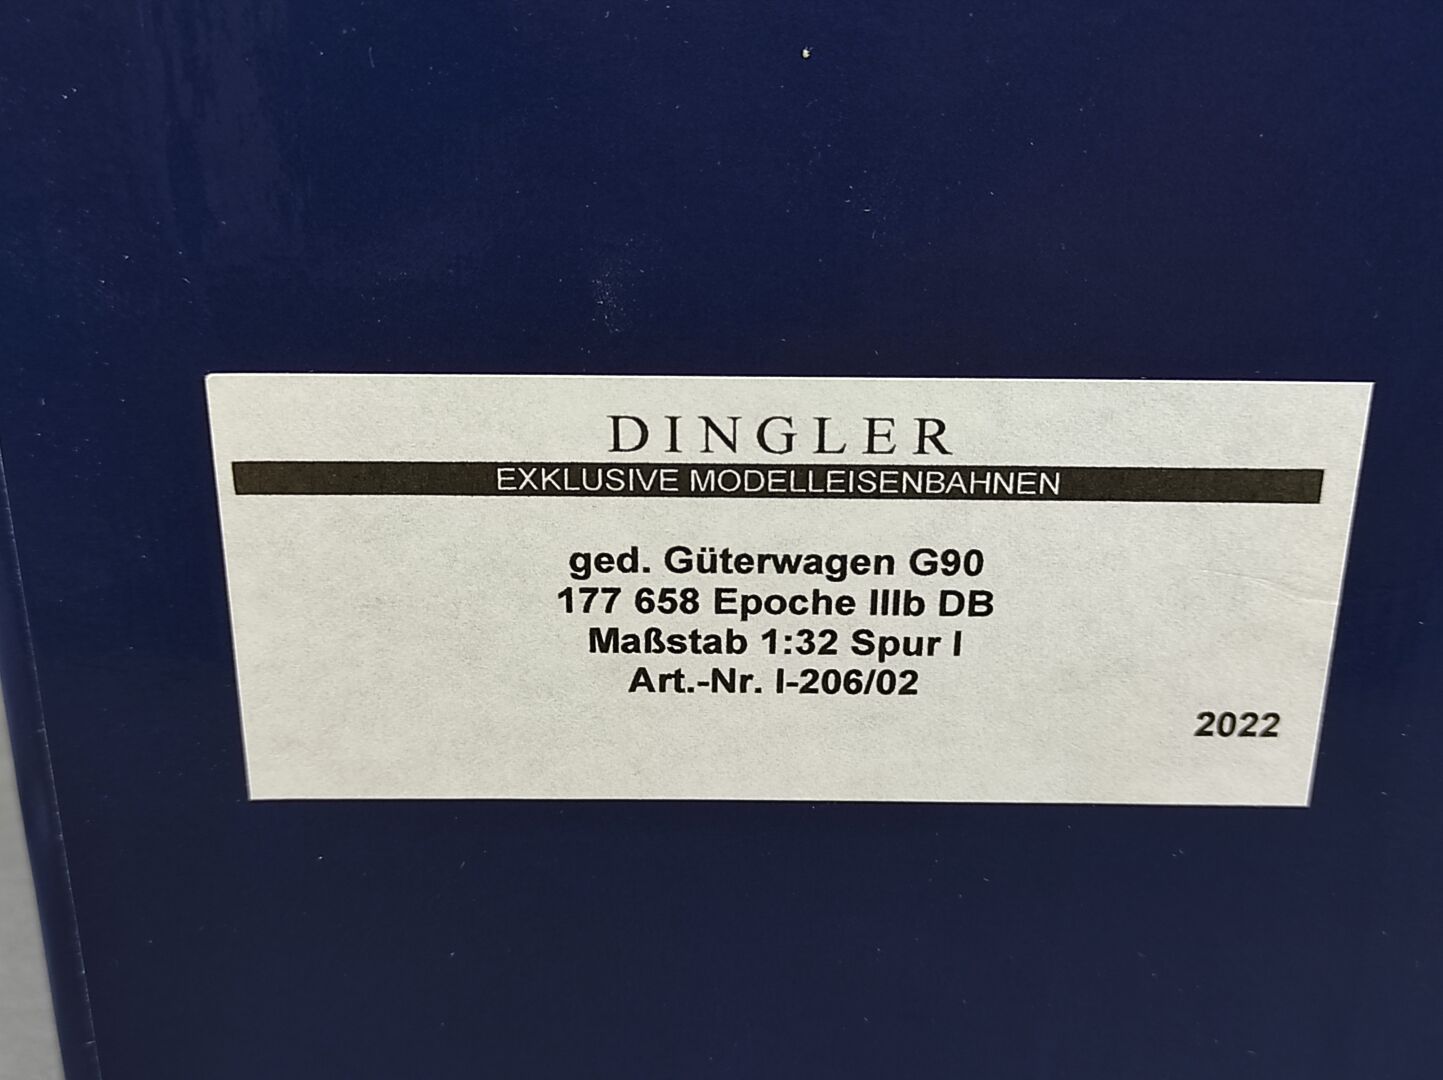 DINGLER
EXKLUSIVE MODELLEISENBAHNEN
ged. Güterwagen G90
177 658 Epoche IIIb DB
Maßstab 1:32 Spur I
Art.-Nr. I-206/02
2022